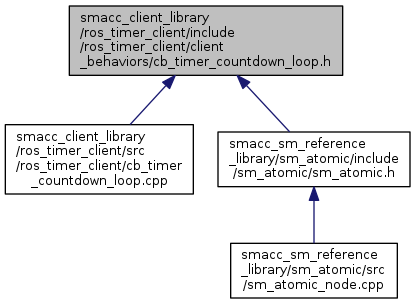 smacc_client_library
/ros_timer_client/include
/ros_timer_client/client
_behaviors/cb_timer_countdown_loop.h
smacc_client_library
/ros_timer_client/src
/ros_timer_client/cb_timer
_countdown_loop.cpp
smacc_sm_reference
_library/sm_atomic/include
/sm_atomic/sm_atomic.h
smacc_sm_reference
_library/sm_atomic/src
/sm_atomic_node.cpp